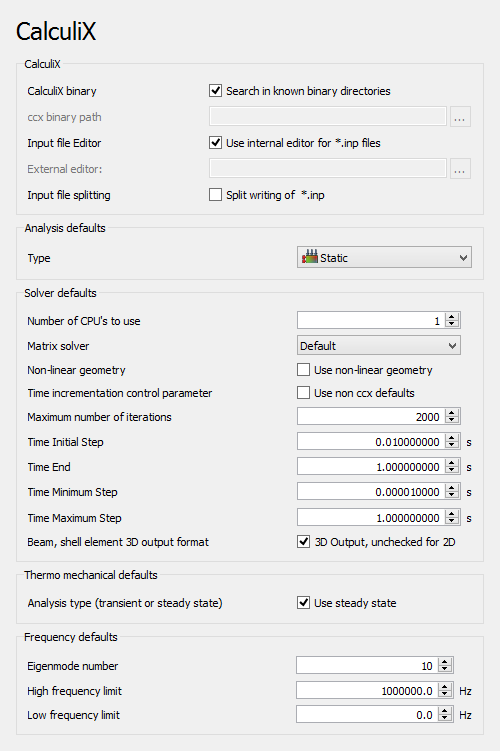 CalculiX
CalculiX
CalculiX binary Search in known binary directories
ccx binary path ...
Input file Editor Use internal editor for *.inp files
External editor: ...
Input file splitting Split writing of *.inp
Analysis defaults
Type Static
Solver defaults
Number of CPU's to use 1
Matrix solver Default
Non-linear geometry Use non-linear geometry
Time incrementation control parameter Use non ccx defaults
Maximum number of iterations 2000
Time Initial Step 0.010000000 s
Time End 1.000000000 s
Time Minimum Step 0.000010000 s
Time Maximum Step 1.000000000 s
Beam, shell element 3D output format 3D Output, unchecked for 2D
Thermo mechanical defaults
Analysis type (transient or steady state) Use steady state
Frequency defaults
Eigenmode number 10
High frequency limit 1000000.0 Hz
Low frequency limit 0.0 Hz